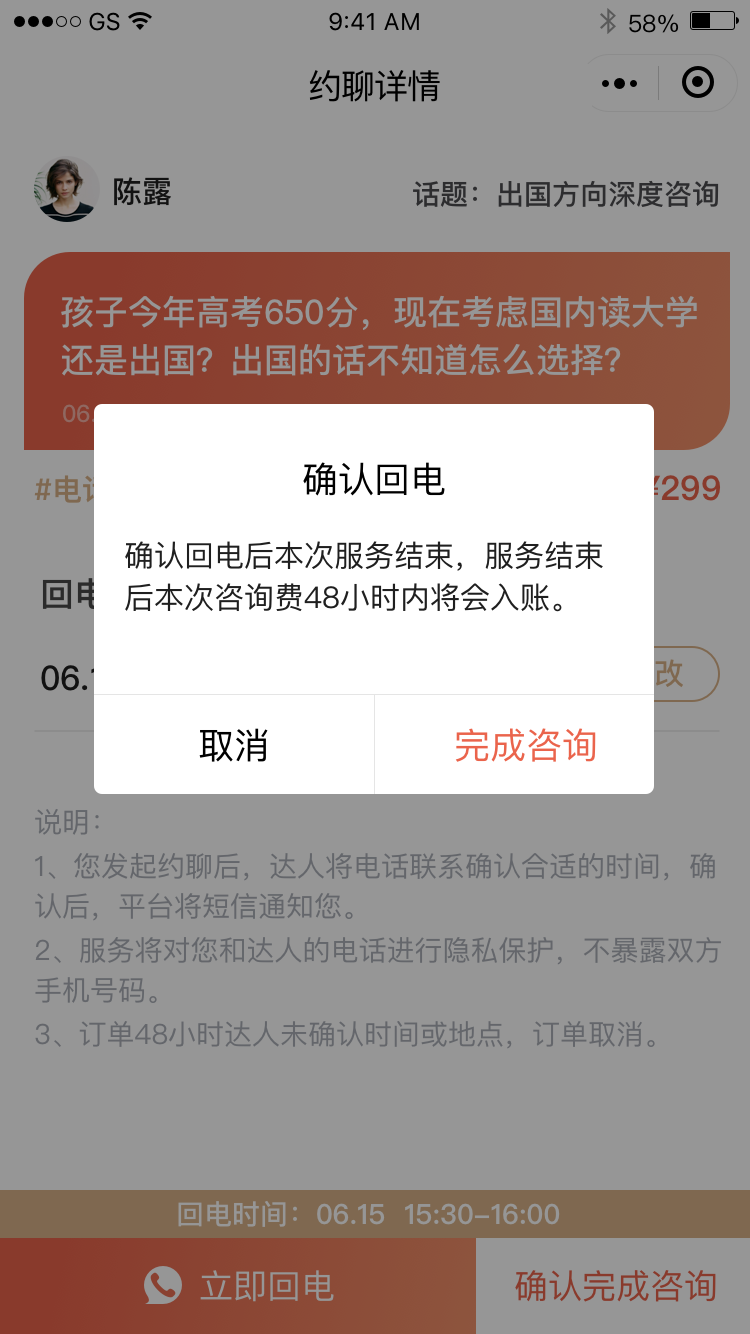 GS 9:41 AM 58%
约聊详情
陈露 话题：出国方向深度咨询
孩子今年高考650分，现在考虑国内读大学
还是出国？出国的话不知道怎么选择？
06.
#电 ¥299
确认回电
确认回电后本次服务结束，服务结束
后本次咨询费48小时内将会入账。
回电
06.1 改
取消 完成咨询
说明：
1、您发起约聊后，达人将电话联系确认合适的时间，确
认后，平台将短信通知您。
2、服务将对您和达人的电话进行隐私保护，不暴露双方
手机号码。
3、订单48小时达人未确认时间或地点，订单取消。
回电时间：06.15 15:30–16:00
立即回电 确认完成咨询